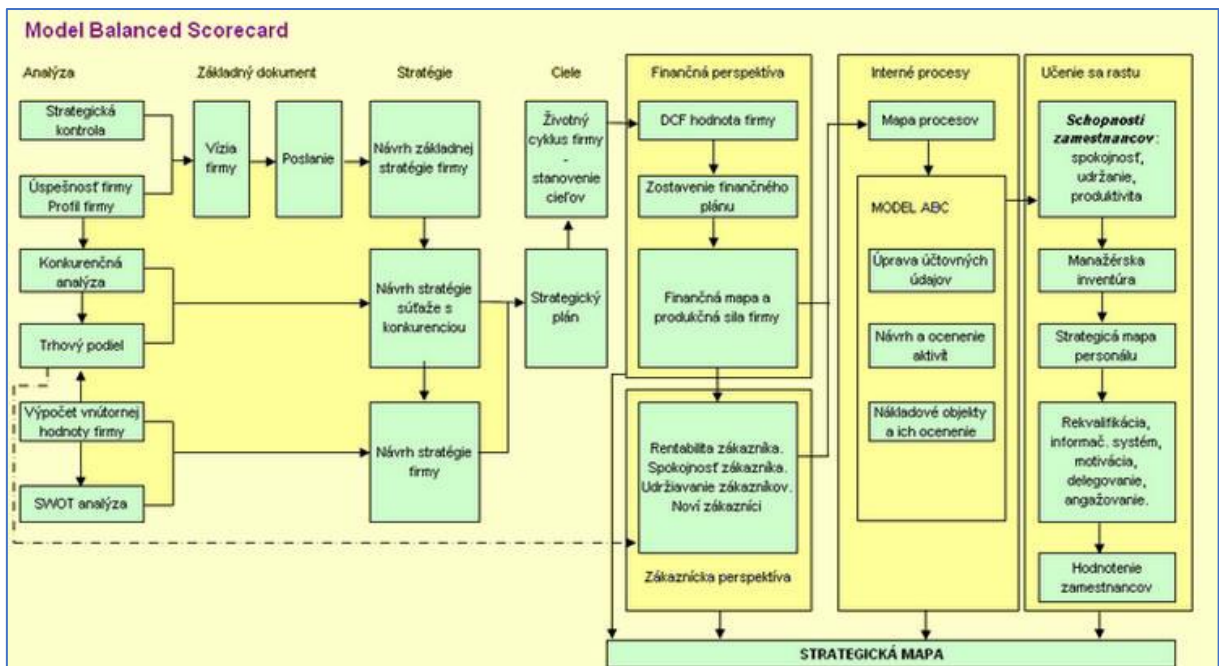 Model Balanced Scorecard
Analýza
Základný dokument
Stratégie
Ciele
Finančná perspektíva
Interné procesy
Učenie sa rastu
Strategická
kontrola
Úspešnosť firmy
Profil firmy
Konkurenčná
analýza
Trhový podiel
Výpočet vnútornej
hodnoty firmy
SWOT analýza
Vízia
firmy
Poslanie
Návrh základnej
stratégie firmy
Návrh stratégie
súťaže s
konkurenciou
Návrh stratégie
firmy
Životný
cyklus firmy
-
stanovenie
cieľov
Strategický
plán
DCF hodnota firmy
Zostavenie finančného
plánu
Finančná mapa a
produkčná sila firmy
Rentabilita zákazníka.
Spokojnosť zákazníka.
Udržiavanie zákazníkov.
Noví zákazníci
Zákaznícka perspektíva
Mapa procesov
MODEL ABC
Úprava účtovných
údajov
Návrh a ocenenie
aktivít
Nákladové objekty
a ich ocenenie
Schopnosti
zamestnancov:
spokojnosť,
udržanie,
produktivita
Manažérska
inventúra
Strategicá mapa
personálu
Rekvalifikácia,
informač. systém,
motivácia,
delegovanie,
angažovanie.
Hodnotenie
zamestnancov
STRATEGICKÁ MAPA